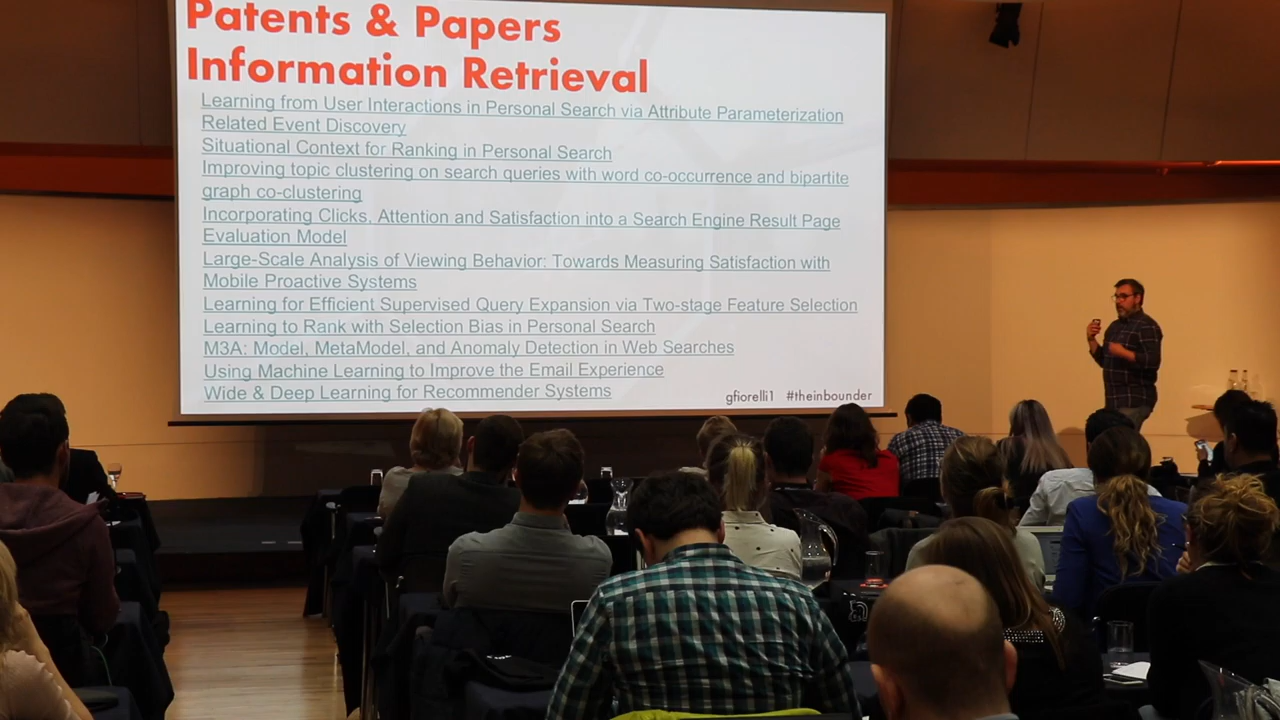 Patents & Papers
Information Retrieval
Learning from User Interactions in Personal Search via Attribute Parameterization
Related Event Discovery
Situational Context for Ranking in Personal Search
Improving topic clustering on search queries with word co-occurrence and bipartite
graph co-clustering
Incorporating Clicks, Attention and Satisfaction into a Search Engine Result Page
Evaluation Model
Large-Scale Analysis of Viewing Behavior: Towards Measuring Satisfaction with
Mobile Proactive Systems
Learning for Efficient Supervised Query Expansion via Two-stage Feature Selection
Learning to Rank with Selection Bias in Personal Search
M3A: Model, MetaModel, and Anomaly Detection in Web Searches
Using Machine Learning to Improve the Email Experience
Wide & Deep Learning for Recommender Systems
gfiorelli1 #theinbounder